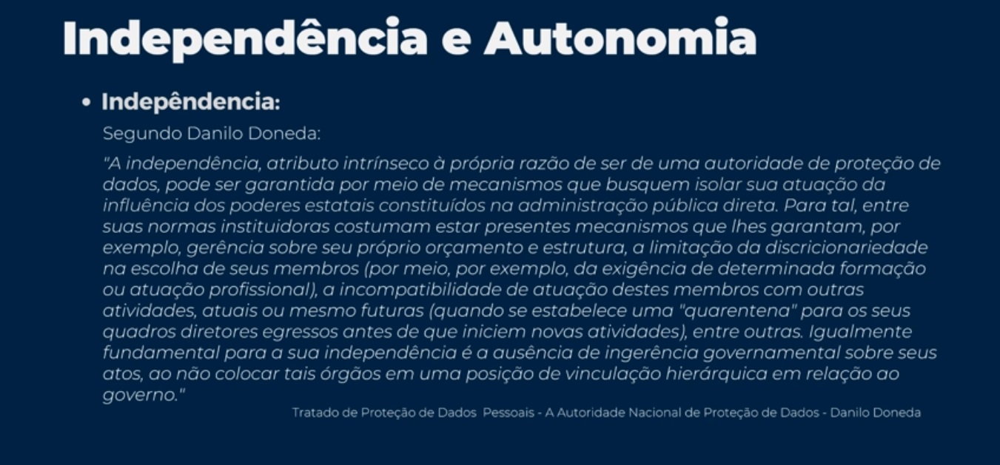 Independência e Autonomia
• Indepêndencia:
Segundo Danilo Doneda:
"A independência, atributo intrínseco à própria razão de ser de uma autoridade de proteção de
dados, pode ser garantida por meio de mecanismos que busquem isolar sua atuação da
influência dos poderes estatais constituídos na administração pública direta. Para tal, entre
suas normas instituidoras costumam estar presentes mecanismos que lhes garantam, por
exemplo, gerência sobre seu próprio orçamento e estrutura, a limitação da discricionariedade
na escolha de seus membros (por meio, por exemplo, da exigência de determinada formação
ou atuação profissional), a incompatibilidade de atuação destes membros com outras
atividades, atuais ou mesmo futuras (quando se estabelece uma "quarentena" para os seus
quadros diretores egressos antes de que iniciem novas atividades), entre outras. Igualmente
fundamental para a sua independência é a ausência de ingerência governamental sobre seus
atos, ao não colocar tais órgãos em uma posição de vinculação hierárquica em relação ao
governo."
Tratado de Proteção de Dados Pessoais - A Autoridade Nacional de Proteção de Dados - Danilo Doneda